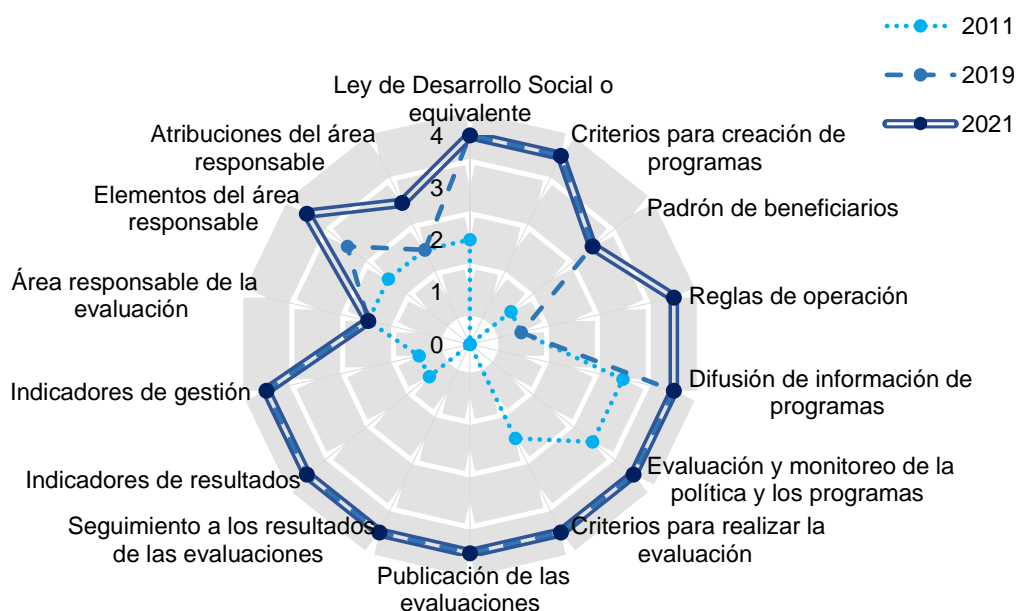 2011
2019
2021
Ley de Desarrollo Social o
equivalente
Criterios para creación de
programas
Padrón de beneficiarios
Reglas de operación
Difusión de información de
programas
Evaluación y monitoreo de la
política y los programas
Criterios para realizar la
evaluación
Publicación de las
evaluaciones
Seguimiento a los resultados
de las evaluaciones
Indicadores de resultados
Indicadores de gestión
Área responsable de la
evaluación
Elementos del área
responsable
Atribuciones del área
responsable
4
3
2
1
0